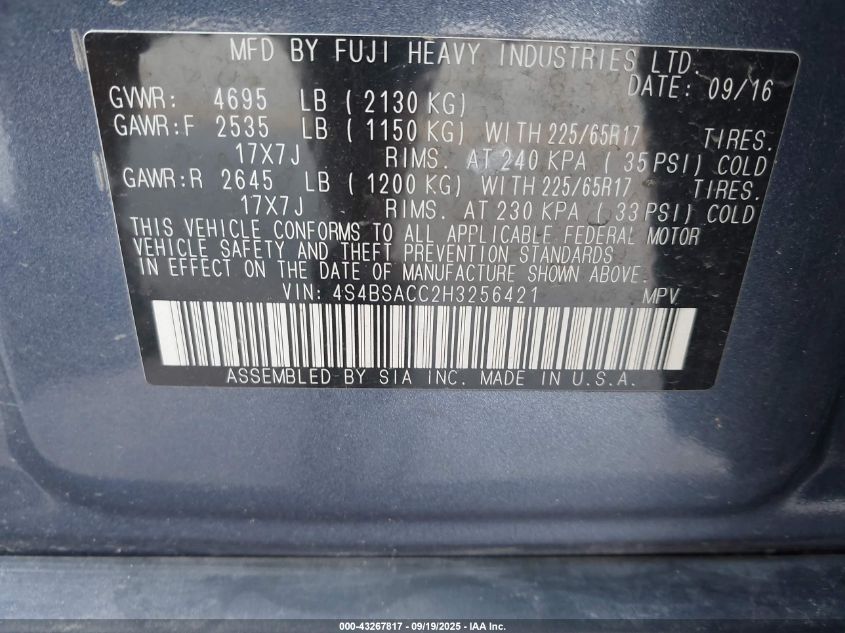 MFD BY FUJI HEAVY INDUSTRIES LTD.
DATE: 09/16
GVWR: 4695 LB ( 2130 KG)
GAWR:F 2535 LB ( 1150 KG) WITH 225/65R17 TIRES.
17X7J RIMS. AT 240 KPA ( 35 PSI) COLD
GAWR:R 2645 LB ( 1200 KG) WITH 225/65R17 TIRES.
17X7J RIMS. AT 230 KPA ( 33 PSI) COLD
THIS VEHICLE CONFORMS TO ALL APPLICABLE FEDERAL MOTOR
VEHICLE SAFETY AND THEFT PREVENTION STANDARDS
IN EFFECT ON THE DATE OF MANUFACTURE SHOWN ABOVE.
VIN: 4S4BSACC2H3256421 MPV
ASSEMBLED BY SIA INC. MADE IN U.S.A.
000-43267817 - 09/19/2025 - IAA Inc.